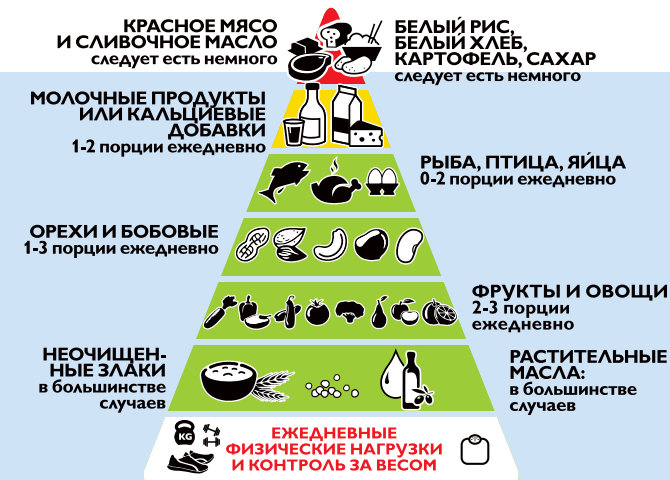 КРАСНОЕ МЯСО
И СЛИВОЧНОЕ МАСЛО
следует есть немного
БЕЛЫЙ РИС,
БЕЛЫЙ ХЛЕБ,
КАРТОФЕЛЬ, САХАР
следует есть немного
МОЛОЧНЫЕ ПРОДУКТЫ
ИЛИ КАЛЬЦИЕВЫЕ
ДОБАВКИ
1-2 порции ежедневно
РЫБА, ПТИЦА, ЯЙЦА
0-2 порции ежедневно
ОРЕХИ И БОБОВЫЕ
1-3 порции ежедневно
ФРУКТЫ И ОВОЩИ
2-3 порции
ежедневно
НЕОЧИЩЕН-
НЫЕ ЗЛАКИ
в большинстве
случаев
РАСТИТЕЛЬНЫЕ
МАСЛА:
в большинстве
случаев
KG
ЕЖЕДНЕВНЫЕ
ФИЗИЧЕСКИЕ НАГРУЗКИ
И КОНТРОЛЬ ЗА ВЕСОМ